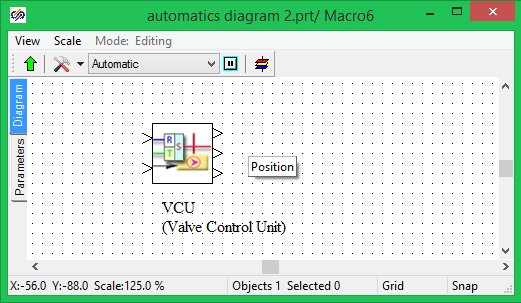 automatics diagram 2.prt/ Macro6
View Scale Mode: Editing
Automatic
Diagram
Parameters
R
S
T
Position
VCU
(Valve Control Unit)
X:-56.0 Y:-88.0 Scale:125.0 % Objects 1 Selected 0 Grid Snap